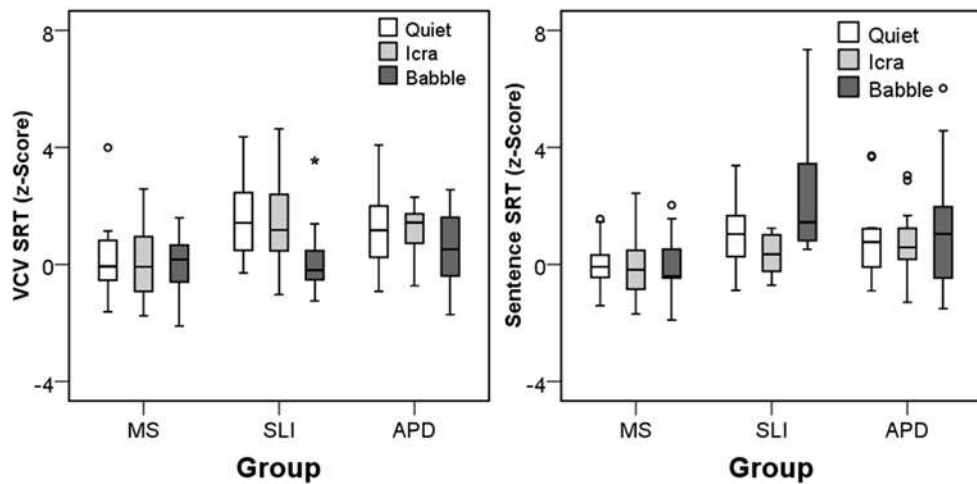 8
4
0
-4
VCV SRT (z-Score)
Quiet
Icra
Babble
*
MS
SLI
APD
Group
8
4
0
-4
Sentence SRT (z-Score)
Quiet
Icra
Babble
MS
SLI
APD
Group